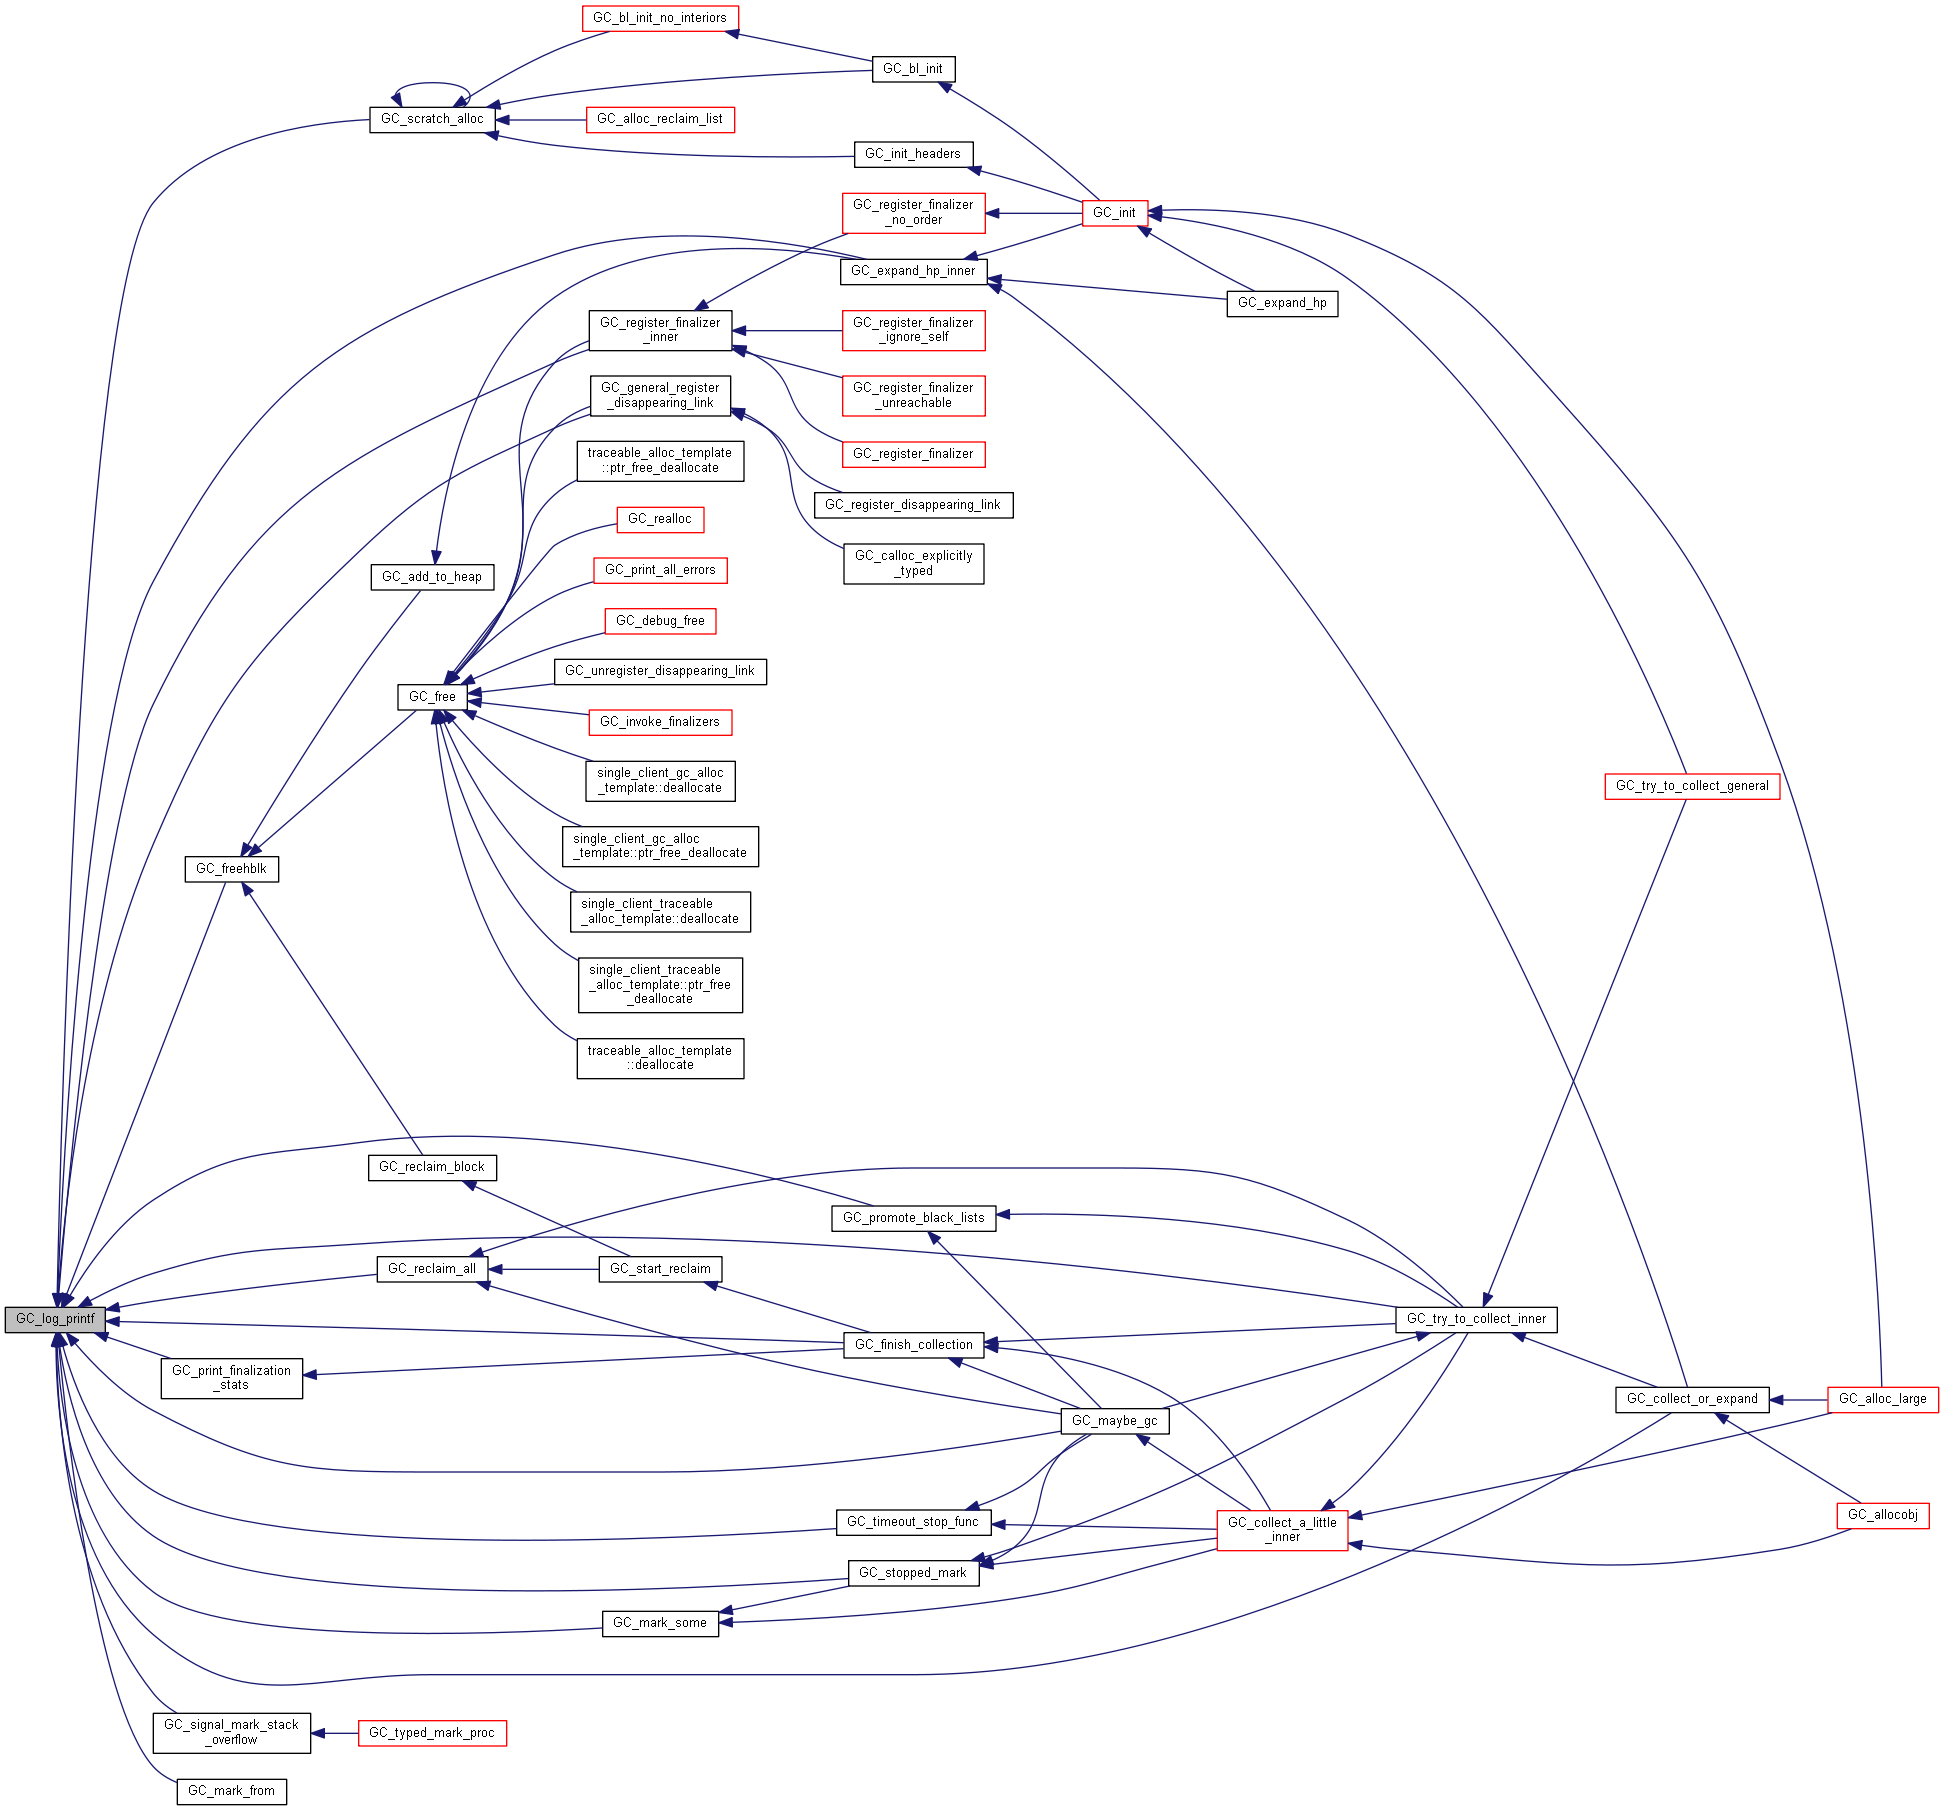 GC_bl_init_no_interiors
GC_bl_init
GC_scratch_alloc
GC_alloc_reclaim_list
GC_init_headers
GC_register_finalizer
_no_order
GC_init
GC_expand_hp_inner
GC_expand_hp
GC_register_finalizer
_inner
GC_register_finalizer
_ignore_self
GC_general_register
_disappearing_link
GC_register_finalizer
_unreachable
traceable_alloc_template
::ptr_free_deallocate
GC_register_finalizer
GC_register_disappearing_link
GC_realloc
GC_calloc_explicitly
_typed
GC_add_to_heap
GC_print_all_errors
GC_debug_free
GC_unregister_disappearing_link
GC_free
GC_invoke_finalizers
single_client_gc_alloc
_template::deallocate
GC_try_to_collect_general
single_client_gc_alloc
_template::ptr_free_deallocate
GC_freehblk
single_client_traceable
_alloc_template::deallocate
single_client_traceable
_alloc_template::ptr_free
_deallocate
traceable_alloc_template
::deallocate
GC_reclaim_block
GC_promote_black_lists
GC_reclaim_all
GC_start_reclaim
GC_log_printf
GC_try_to_collect_inner
GC_finish_collection
GC_print_finalization
_stats
GC_collect_or_expand
GC_alloc_large
GC_maybe_gc
GC_timeout_stop_func
GC_collect_a_little
_inner
GC_allocobj
GC_stopped_mark
GC_mark_some
GC_signal_mark_stack
_overflow
GC_typed_mark_proc
GC_mark_from